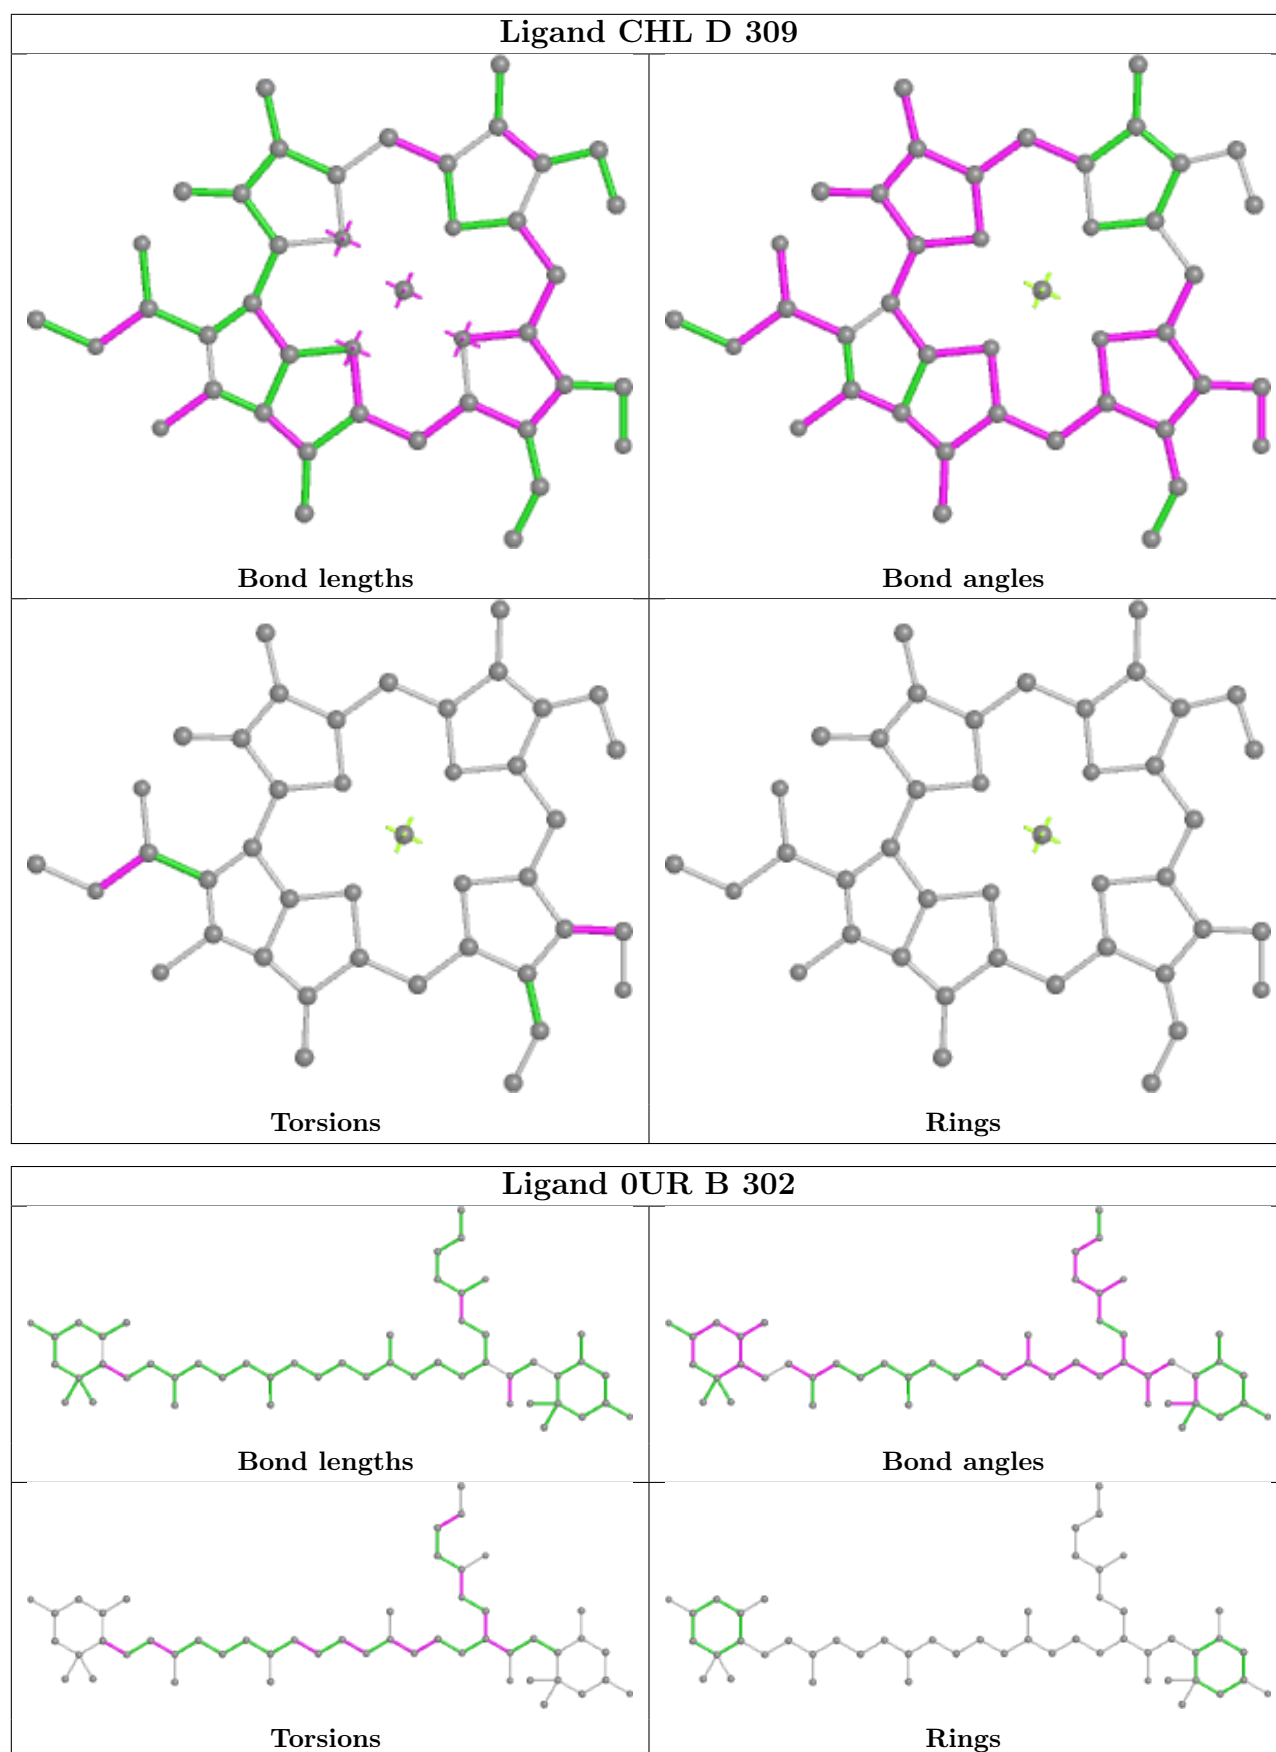 Ligand CHL D 309
Bond lengths
Bond angles
Torsions
Rings
Ligand 0UR B 302
Bond lengths
Bond angles
Torsions
Rings